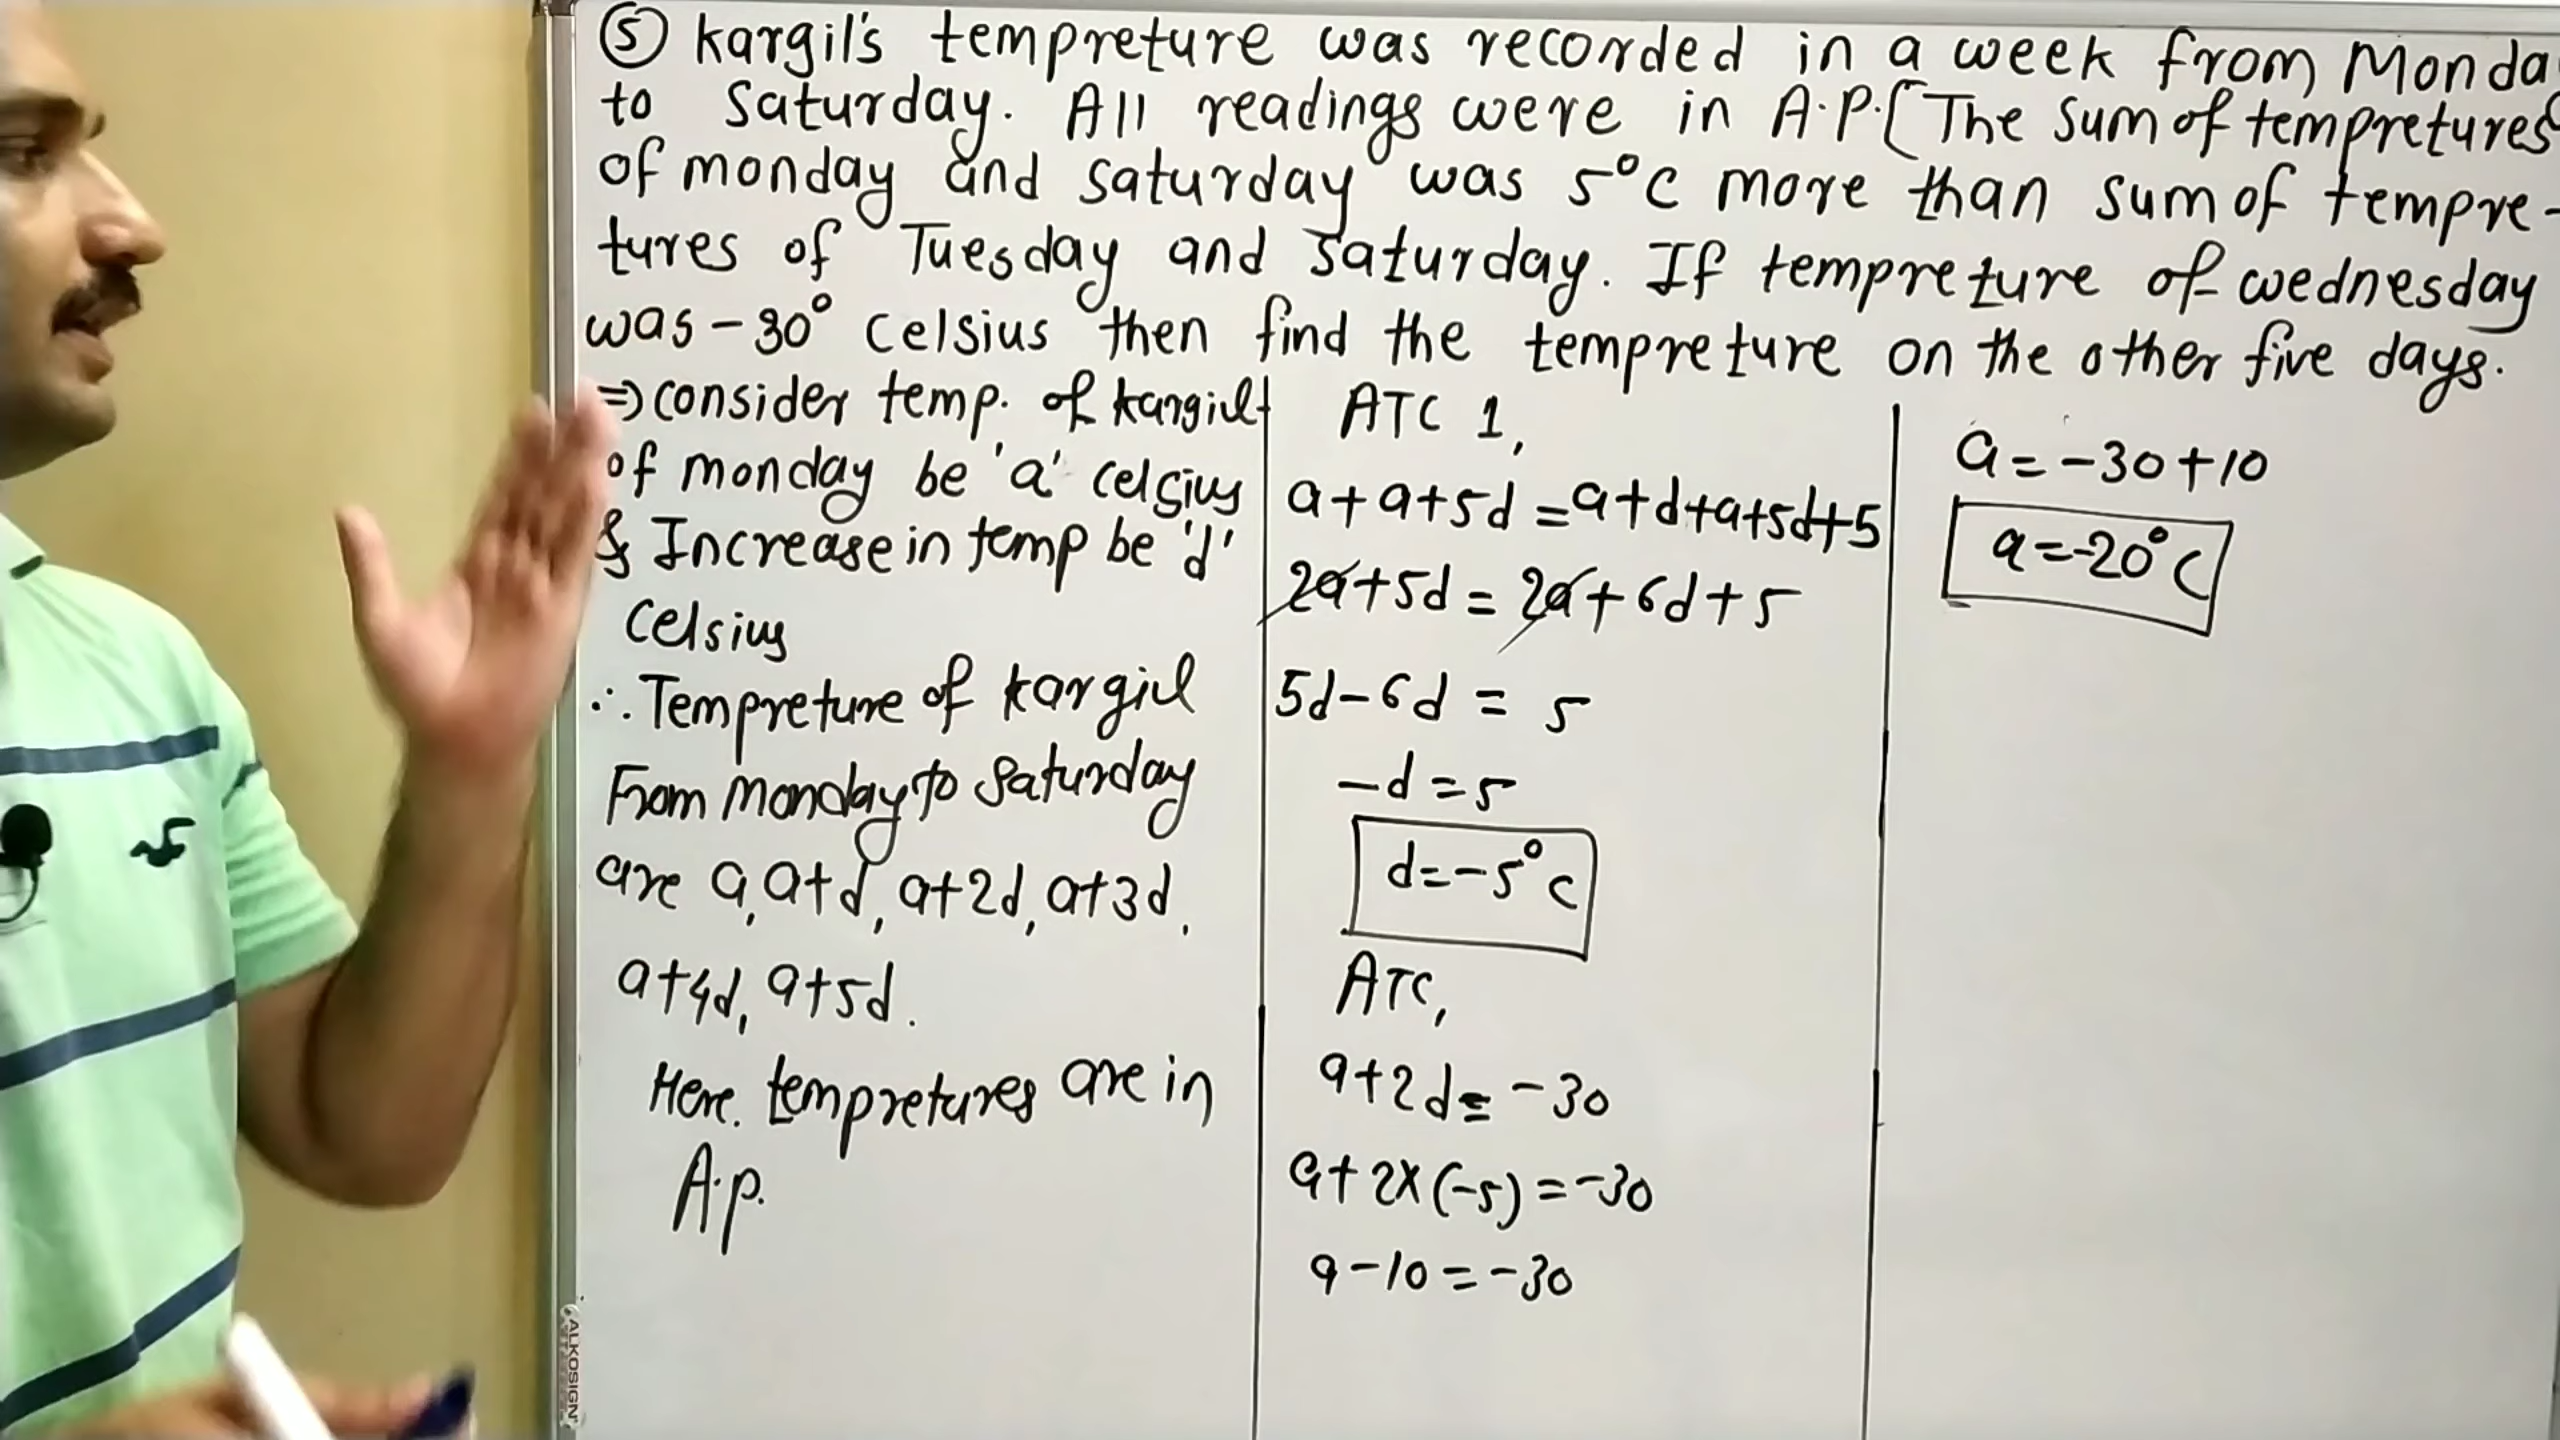 ⑤ Kargil's tempreture was recorded in a week from Monda
to Saturday. All readings were in A.P. [The sum of tempretures
of monday and saturday was 5°C more than sum of tempre-
tures of Tuesday and Saturday. If tempreture of wednesday
was -30° Celsius then find the tempreture on the other five days.
⇒ consider temp. of kargil
of monday be 'a' celsius
& Increase in temp be 'd'
Celsius
∴ Tempreture of kargil
From monday to Saturday
are a, a+d, a+2d, a+3d,
a+4d, a+5d.
Here. tempretures are in
A.p.
ATC 1,
a+a+5d = a+d+a+5d+5
2a+5d = 2a+6d+5
5d-6d = 5
-d = 5
d = -5°C
ATC,
a+2d = -30
a+2x(-5) = -30
a-10 = -30
a = -30+10
a = -20°C
ALKOSIGN